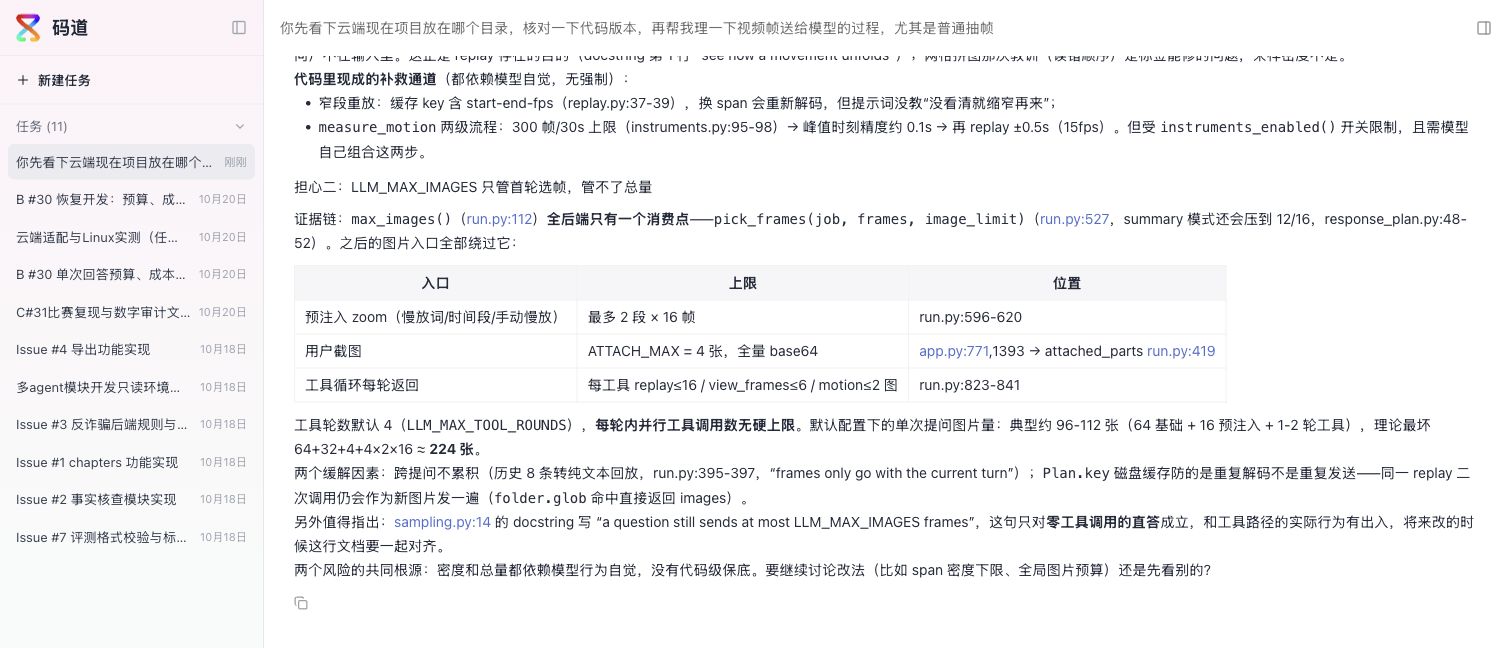 码道
新建任务
任务 (11)
你先看下云端现在项目放在哪个... 刚刚
B #30 恢复开发：预算、成... 10月20日
云端适配与Linux实测（任... 10月20日
B #30 单次回答预算、成本... 10月20日
C#31比赛复现与数字审计文... 10月20日
Issue #4 导出功能实现 10月18日
多agent模块开发只读环境... 10月18日
Issue #3 反诈骗后端规则与... 10月18日
Issue #1 chapters 功能实现 10月18日
Issue #2 事实核查模块实现 10月18日
Issue #7 评测格式校验与标... 10月18日
你先看下云端现在项目放在哪个目录，核对一下代码版本，再帮我理一下视频帧送给模型的过程，尤其是普通抽帧
代码里现成的补救通道（都依赖模型自觉，无强制）：
• 窄段重放：缓存 key 含 start-end-fps（replay.py:37-39），换 span 会重新解码，但提示词没教“没看清就缩窄再来”；
• measure_motion 两级流程：300 帧/30s 上限（instruments.py:95-98）→ 峰值时刻精度约 0.1s → 再 replay ±0.5s（15fps）。但受 instruments_enabled() 开关限制，且需模型
自己组合这两步。
担心二：LLM_MAX_IMAGES 只管首轮选帧，管不了总量
证据链：max_images()（run.py:112）全后端只有一个消费点——pick_frames(job, frames, image_limit)（run.py:527，summary 模式还会压到 12/16，response_plan.py:48-
52）。之后的图片入口全部绕过它：
入口 上限 位置
预注入 zoom（慢放词/时间段/手动慢放） 最多 2 段 × 16 帧 run.py:596-620
用户截图 ATTACH_MAX = 4 张，全量 base64 app.py:771,1393 → attached_parts run.py:419
工具循环每轮返回 每工具 replay≤16 / view_frames≤6 / motion≤2 图 run.py:823-841
工具轮数默认 4（LLM_MAX_TOOL_ROUNDS），每轮内并行工具调用数无硬上限。默认配置下的单次提问图片量：典型约 96-112 张（64 基础 + 16 预注入 + 1-2 轮工具），理论最坏
64+32+4+4×2×16 ≈ 224 张。
两个缓解因素：跨提问不累积（历史 8 条转纯文本回放，run.py:395-397，“frames only go with the current turn”）；Plan.key 磁盘缓存防的是重复解码不是重复发送——同一 replay 二
次调用仍会作为新图片发一遍（folder.glob 命中直接返回 images）。
另外值得指出：sampling.py:14 的 docstring 写 “a question still sends at most LLM_MAX_IMAGES frames”，这句只对零工具调用的直答成立，和工具路径的实际行为有出入，将来改的时
候这行文档要一起对齐。
两个风险的共同根源：密度和总量都依赖模型行为自觉，没有代码级保底。要继续讨论改法（比如 span 密度下限、全局图片预算）还是先看别的?